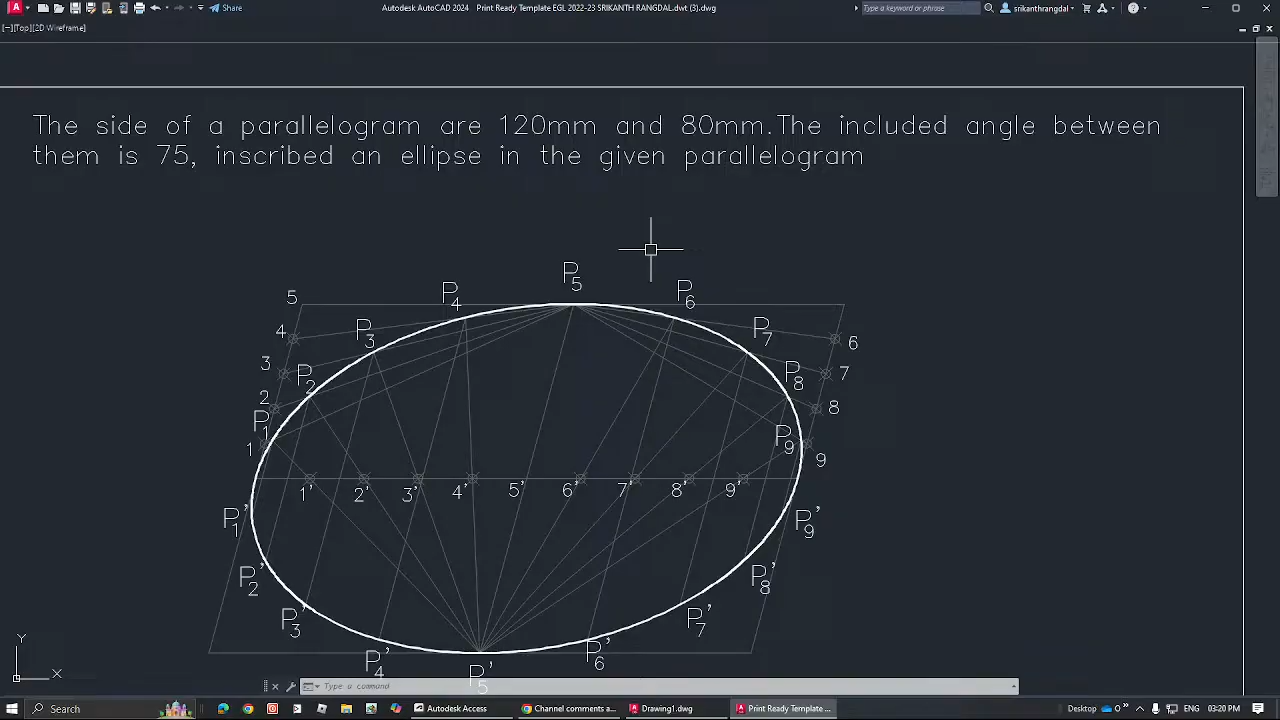 Share
Autodesk AutoCAD 2024 Print Ready Template EGL 2022-23 SRIKANTH RANGDAL.dwt (3).dwg
Type a keyword or phrase
srikanthrangdal
[−][Top][2D Wireframe]
The side of a parallelogram are 120mm and 80mm.The included angle between
them is 75, inscribed an ellipse in the given parallelogram
P5
P4
P6
5
P3
P7
4
6
3
P2
P8
7
2
P1
8
1
P9
9
1' 2' 3' 4' 5' 6' 7' 8' 9'
P1'
P9'
P2'
P8'
P3'
P7'
P4'
P6'
P5'
Y
X
Type a command
Search
Autodesk Access
Channel comments a...
Drawing1.dwg
Print Ready Template ...
Desktop
ENG
03:20 PM